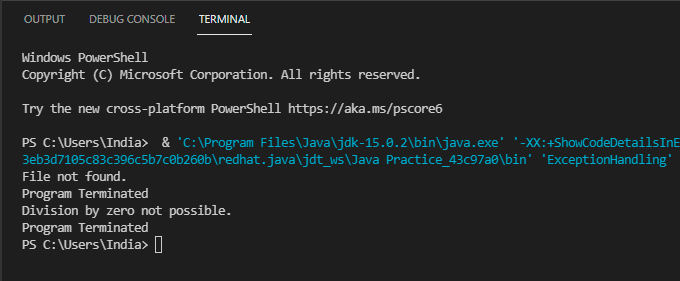 OUTPUT DEBUG CONSOLE TERMINAL
Windows PowerShell
Copyright (C) Microsoft Corporation. All rights reserved.
Try the new cross-platform PowerShell https://aka.ms/pscore6
PS C:\Users\India>  & 'C:\Program Files\Java\jdk-15.0.2\bin\java.exe' '-XX:+ShowCodeDetailsInE
3eb3d7105c83c396c5b7c0b260b\redhat.java\jdt_ws\Java Practice_43c97a0\bin' 'ExceptionHandling'
File not found.
Program Terminated
Division by zero not possible.
Program Terminated
PS C:\Users\India>